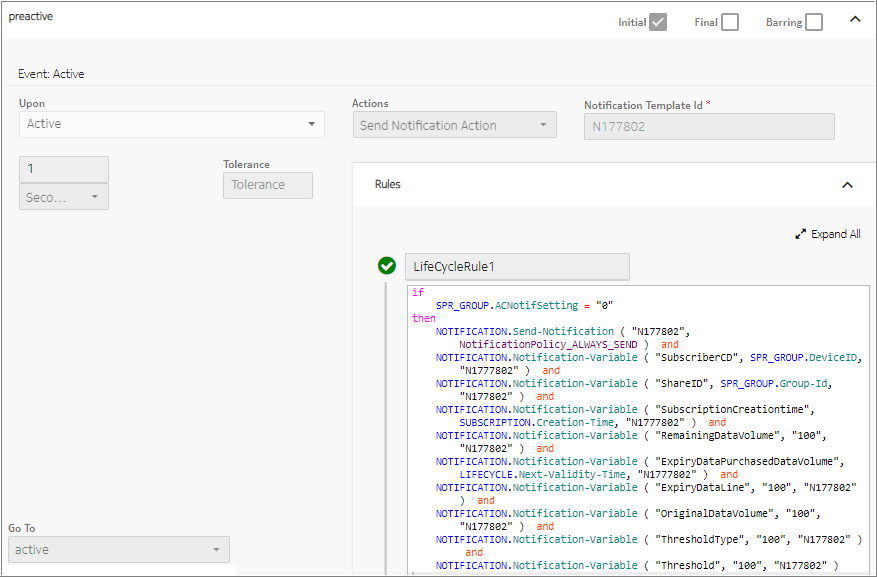 preactive
Initial
Final
Barring
Event: Active
Upon
Active
Actions
Send Notification Action
Notification Template Id *
N177802
1
Seco...
Tolerance
Tolerance
Rules
Expand All
LifeCycleRule1
if
SPR_GROUP.ACNotifSetting = "0"
then
NOTIFICATION.Send-Notification ( "N177802",
NotificationPolicy_ALWAYS_SEND ) and
NOTIFICATION.Notification-Variable ( "SubscriberCD", SPR_GROUP.DeviceID,
"N1777802" ) and
NOTIFICATION.Notification-Variable ( "ShareID", SPR_GROUP.Group-Id,
"N177802" ) and
NOTIFICATION.Notification-Variable ( "SubscriptionCreationtime",
SUBSCRIPTION.Creation-Time, "N1777802" ) and
NOTIFICATION.Notification-Variable ( "RemainingDataVolume", "100",
"N177802" ) and
NOTIFICATION.Notification-Variable ( "ExpiryDataPurchasedDataVolume",
LIFECYCLE.Next-Validity-Time, "N177802" ) and
NOTIFICATION.Notification-Variable ( "ExpiryDataLine", "100", "N177802"
) and
NOTIFICATION.Notification-Variable ( "OriginalDataVolume", "100",
"N177802" ) and
NOTIFICATION.Notification-Variable ( "ThresholdType", "100", "N177802" )
and
NOTIFICATION.Notification-Variable ( "Threshold", "100", "N177802" )
Go To
active